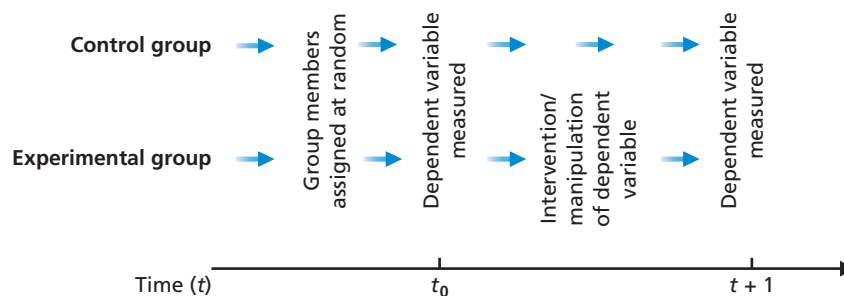 Control group
Experimental group
Group members
assigned at random
Dependent variable
measured
Intervention/
manipulation
of dependent
variable
Dependent variable
measured
Time (t)
t0
t + 1